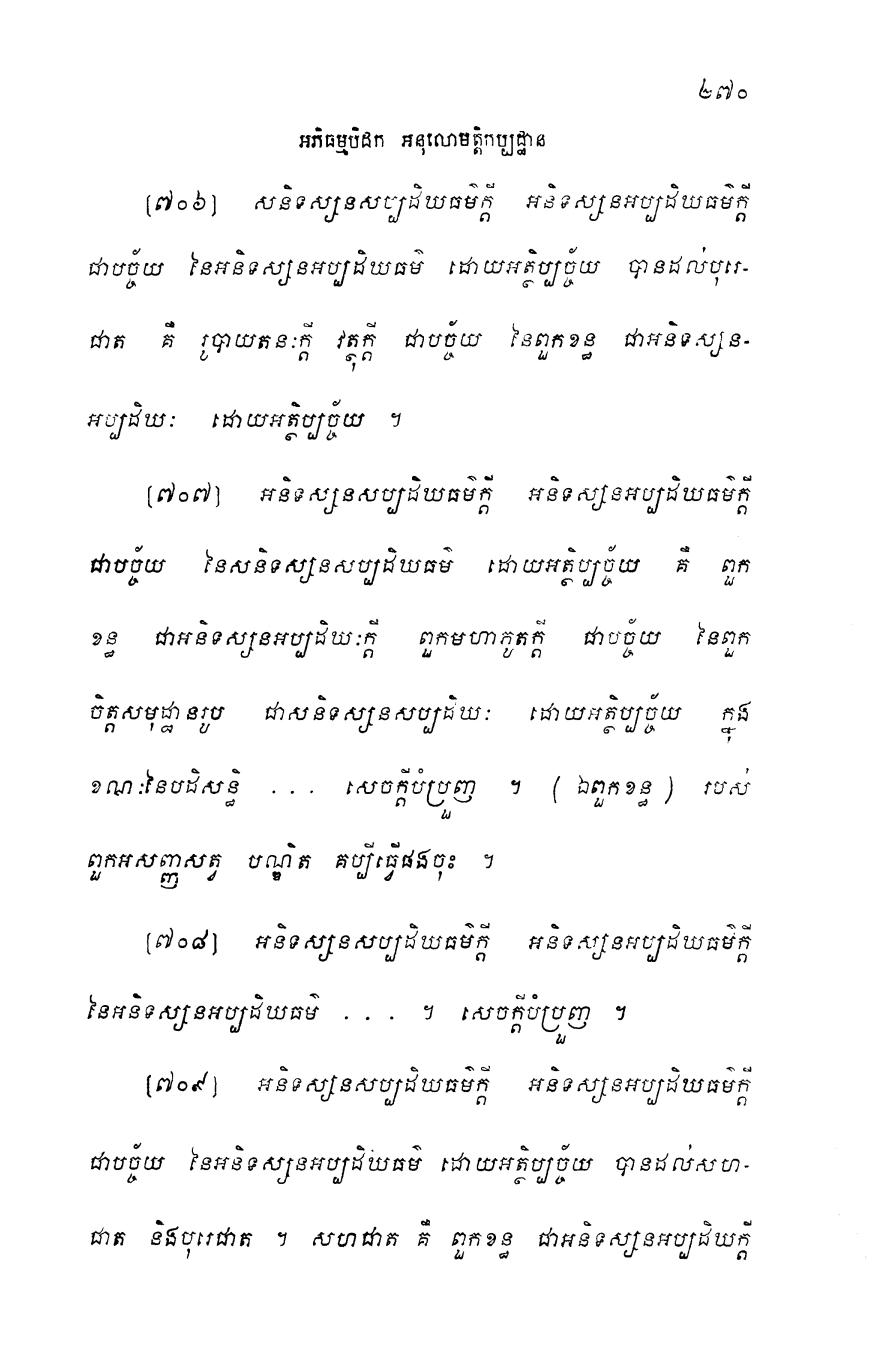 ២៧០
អភិធម្មបិដក អនុលោមត្តិកប្បដ្ឋាន
[៧០៦] សនិទស្សនសប្បដិឃធម៌ក្តី អនិទស្សនអប្បដិឃធម៌ក្តី
ជាបច្ច័យ នៃអនិទស្សនអប្បដិឃធម៌ ដោយអត្ថិប្បច្ច័យ បានដល់បុរេ-
ជាត គឺ រូបាយតនៈក្តី វត្ថុក្តី ជាបច្ច័យ នៃពួកខន្ធ ជាអនិទស្សន-
អប្បដិឃៈ ដោយអត្ថិប្បច្ច័យ ។
[៧០៧] អនិទស្សនសប្បដិឃធម៌ក្តី អនិទស្សនអប្បដិឃធម៌ក្តី
ជាបច្ច័យ នៃសនិទស្សនសប្បដិឃធម៌ ដោយអត្ថិប្បច្ច័យ គឺ ពួក
ខន្ធ ជាអនិទស្សនអប្បដិឃៈក្តី ពួកមហាភូតក្តី ជាបច្ច័យ នៃពួក
ចិត្តសមុដ្ឋានរូប ជាសនិទស្សនសប្បដិឃៈ ដោយអត្ថិប្បច្ច័យ ក្នុង
ខណៈនៃបដិសន្ធិ . . . សេចក្តីបំប្រួញ ។ ( ឯពួកខន្ធ ) របស់
ពួកអសញ្ញសត្វ បណ្ឌិត គប្បីធ្វើផងចុះ ។
[៧០៨] អនិទស្សនសប្បដិឃធម៌ក្តី អនិទស្សនអប្បដិឃធម៌ក្តី
នៃអនិទស្សនអប្បដិឃធម៌ . . . ។ សេចក្តីបំប្រួញ ។
[៧០៩] អនិទស្សនសប្បដិឃធម៌ក្តី អនិទស្សនអប្បដិឃធម៌ក្តី
ជាបច្ច័យ នៃអនិទស្សនអប្បដិឃធម៌ ដោយអត្ថិប្បច្ច័យ បានដល់សហ-
ជាត និងបុរេជាត ។ សហជាត គឺ ពួកខន្ធ ជាអនិទស្សនអប្បដិឃក្តី